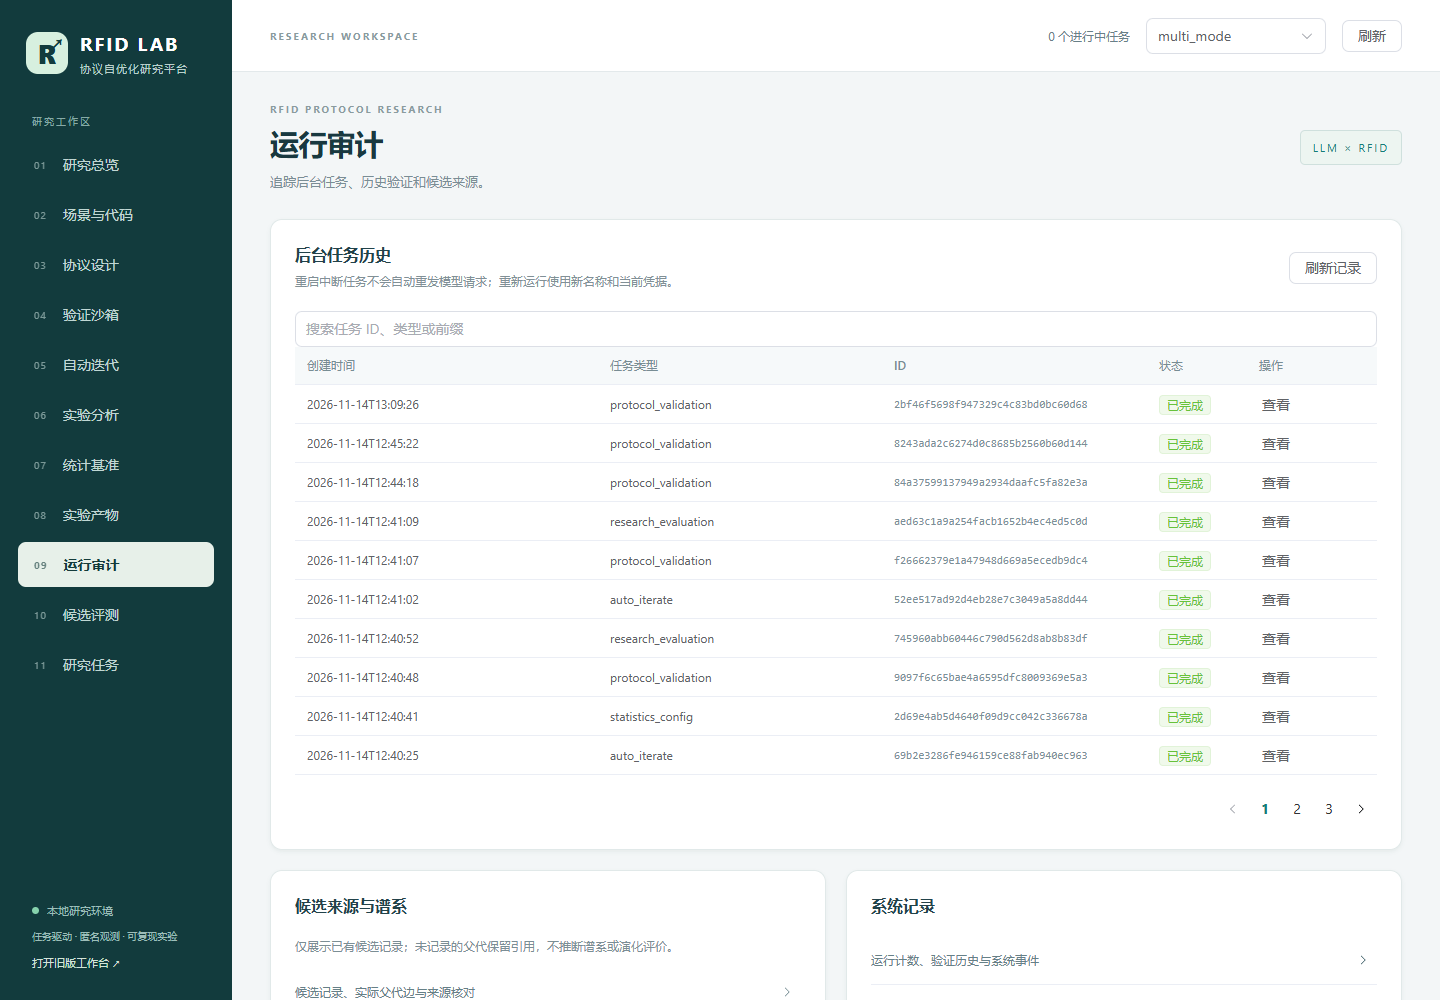 RFID LAB
协议自优化研究平台
研究工作区
01 研究总览
02 场景与代码
03 协议设计
04 验证沙箱
05 自动迭代
06 实验分析
07 统计基准
08 实验产物
09 运行审计
10 候选评测
11 研究任务
本地研究环境
任务驱动 · 匿名观测 · 可复现实验
打开旧版工作台 ↗
RESEARCH WORKSPACE
0 个进行中任务
multi_mode
刷新
RFID PROTOCOL RESEARCH
运行审计
追踪后台任务、历史验证和候选来源。
LLM × RFID
后台任务历史
重启中断任务不会自动重发模型请求；重新运行使用新名称和当前凭据。
刷新记录
搜索任务 ID、类型或前缀
创建时间 任务类型 ID 状态 操作
2026-11-14T13:09:26 protocol_validation 2bf46f5698f947329c4c83bd0bc60d68 已完成 查看
2026-11-14T12:45:22 protocol_validation 8243ada2c6274d0c8685b2560b60d144 已完成 查看
2026-11-14T12:44:18 protocol_validation 84a37599137949a2934daafc5fa82e3a 已完成 查看
2026-11-14T12:41:09 research_evaluation aed63c1a9a254facb1652b4ec4ed5c0d 已完成 查看
2026-11-14T12:41:07 protocol_validation f26662379e1a47948d669a5ecedb9dc4 已完成 查看
2026-11-14T12:41:02 auto_iterate 52ee517ad92d4eb28e7c3049a5a8dd44 已完成 查看
2026-11-14T12:40:52 research_evaluation 745960abb60446c790d562d8ab8b83df 已完成 查看
2026-11-14T12:40:48 protocol_validation 9097f6c65bae4a6595dfc8009369e5a3 已完成 查看
2026-11-14T12:40:41 statistics_config 2d69e4ab5d4640f09d9cc042c336678a 已完成 查看
2026-11-14T12:40:25 auto_iterate 69b2e3286fe946159ce88fab940ec963 已完成 查看
1 2 3
候选来源与谱系
仅展示已有候选记录；未记录的父代保留引用，不推断谱系或演化评价。
候选记录、实际父代边与来源核对
系统记录
运行计数、验证历史与系统事件